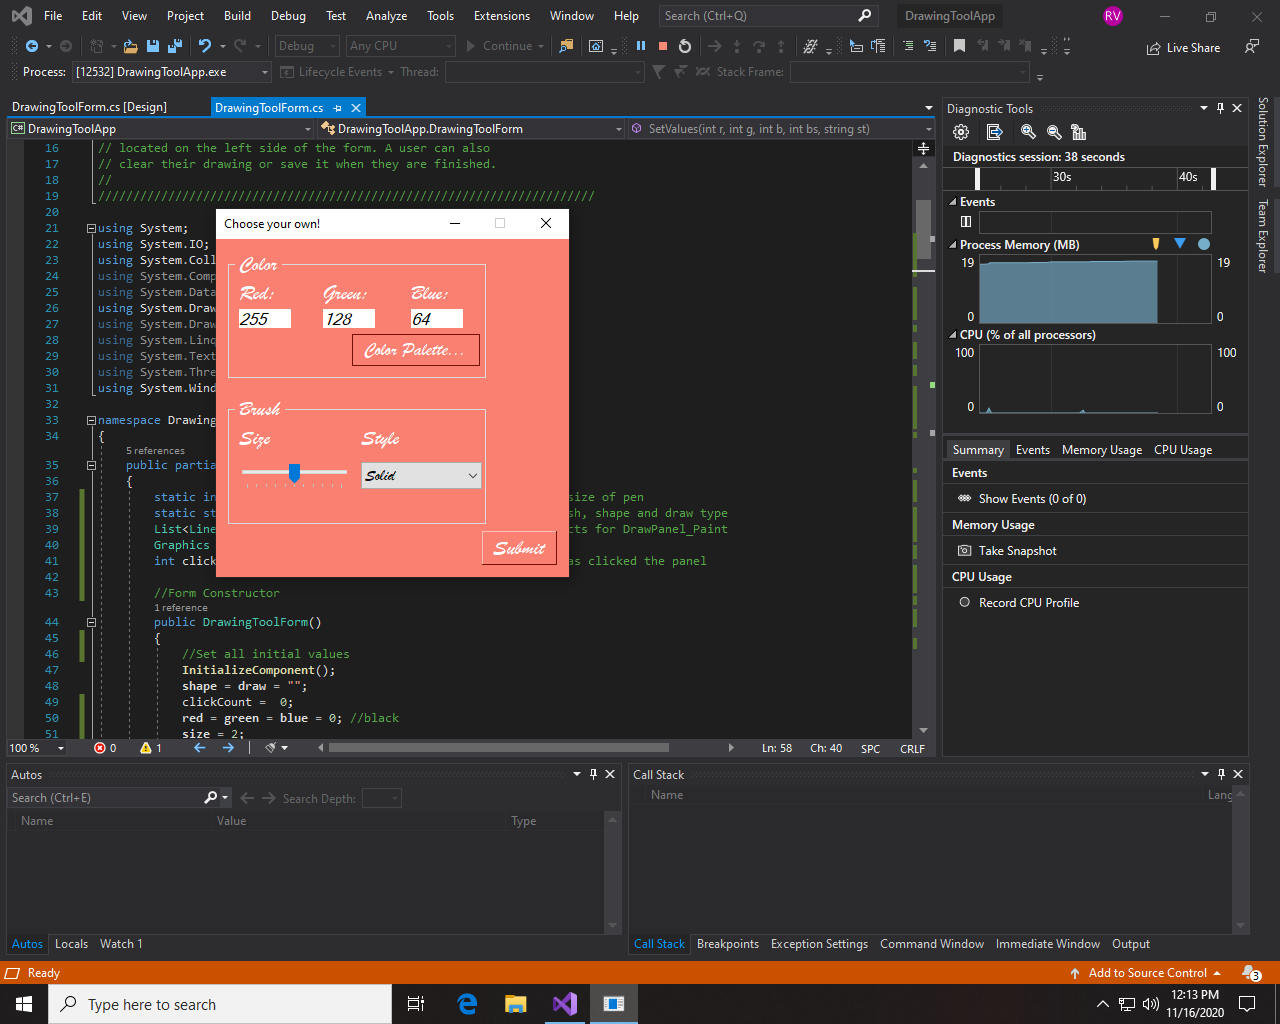 File Edit View Project Build Debug Test Analyze Tools Extensions Window Help Search (Ctrl+Q) DrawingToolApp RV
Debug Any CPU Continue Live Share
Process: [12532] DrawingToolApp.exe Lifecycle Events Thread: Stack Frame:
DrawingToolForm.cs [Design] DrawingToolForm.cs
DrawingToolApp DrawingToolApp.DrawingToolForm SetValues(int r, int g, int b, int bs, string st)
16 // located on the left side of the form. A user can also
17 // clear their drawing or save it when they are finished.
18 //
19 ///////////////////////////////////////////////////////////////////////
20
21 using System;
22 using System.IO;
23 using System.Coll
24 using System.Comp
25 using System.Data
26 using System.Draw
27 using System.Draw
28 using System.Linq
29 using System.Text
30 using System.Thre
31 using System.Wind
32
33 namespace Drawing
34 {
5 references
35 public partia
36 {
37 static in size of pen
38 static st sh, shape and draw type
39 List<Line cts for DrawPanel_Paint
40 Graphics
41 int click as clicked the panel
42
43 //Form Constructor
1 reference
44 public DrawingToolForm()
45 {
46 //Set all initial values
47 InitializeComponent();
48 shape = draw = "";
49 clickCount = 0;
50 red = green = blue = 0; //black
51 size = 2;
100 % 0 1 Ln: 58 Ch: 40 SPC CRLF
Choose your own!
Color
Red: Green: Blue:
255 128 64
Color Palette...
Brush
Size Style
Solid
Submit
Diagnostic Tools
Diagnostics session: 38 seconds
30s 40s
Events
Process Memory (MB)
19 19
0 0
CPU (% of all processors)
100 100
0 0
Summary Events Memory Usage CPU Usage
Events
Show Events (0 of 0)
Memory Usage
Take Snapshot
CPU Usage
Record CPU Profile
Solution Explorer
Team Explorer
Autos
Search (Ctrl+E) Search Depth:
Name Value Type
Autos Locals Watch 1
Call Stack
Name Lang
Call Stack Breakpoints Exception Settings Command Window Immediate Window Output
Ready Add to Source Control 3
Type here to search
12:13 PM
11/16/2020